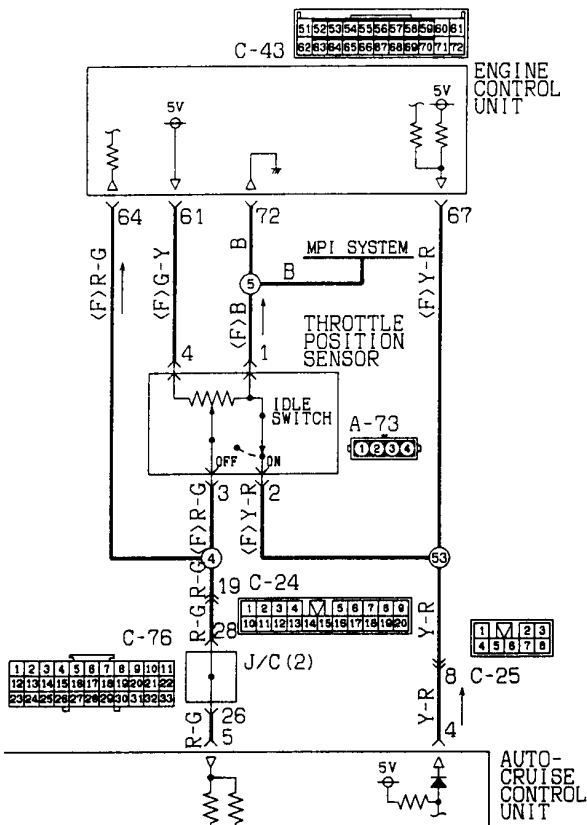 51 52 53 54 55 56 57 58 59 60 61
62 63 64 65 66 67 68 69 70 71 72
C-43
ENGINE
CONTROL
UNIT
5V
5V
64
61
72
67
<F>R-G
<F>G-Y
B
MPI SYSTEM
B
<F>Y-R
5
<F>B
THROTTLE
POSITION
SENSOR
4
1
IDLE
SWITCH
A-73
1 2 3 4
OFF
ON
3
2
<F>R-G
<F>Y-R
4
53
R-G
19
C-24
1 2 3 4 5 6 7 8 9
10 11 12 13 14 15 16 17 18 19 20
R-G
28
Y-R
1 2 3
4 5 6 7 8
C-76
J/C(2)
8
C-25
1 2 3 4 5 6 7 8 9 10 11
12 13 14 15 16 17 18 19 20 21 22
23 24 25 26 27 28 29 30 31 32 33
26
R-G
5
Y-R
4
5V
AUTO-
CRUISE
CONTROL
UNIT